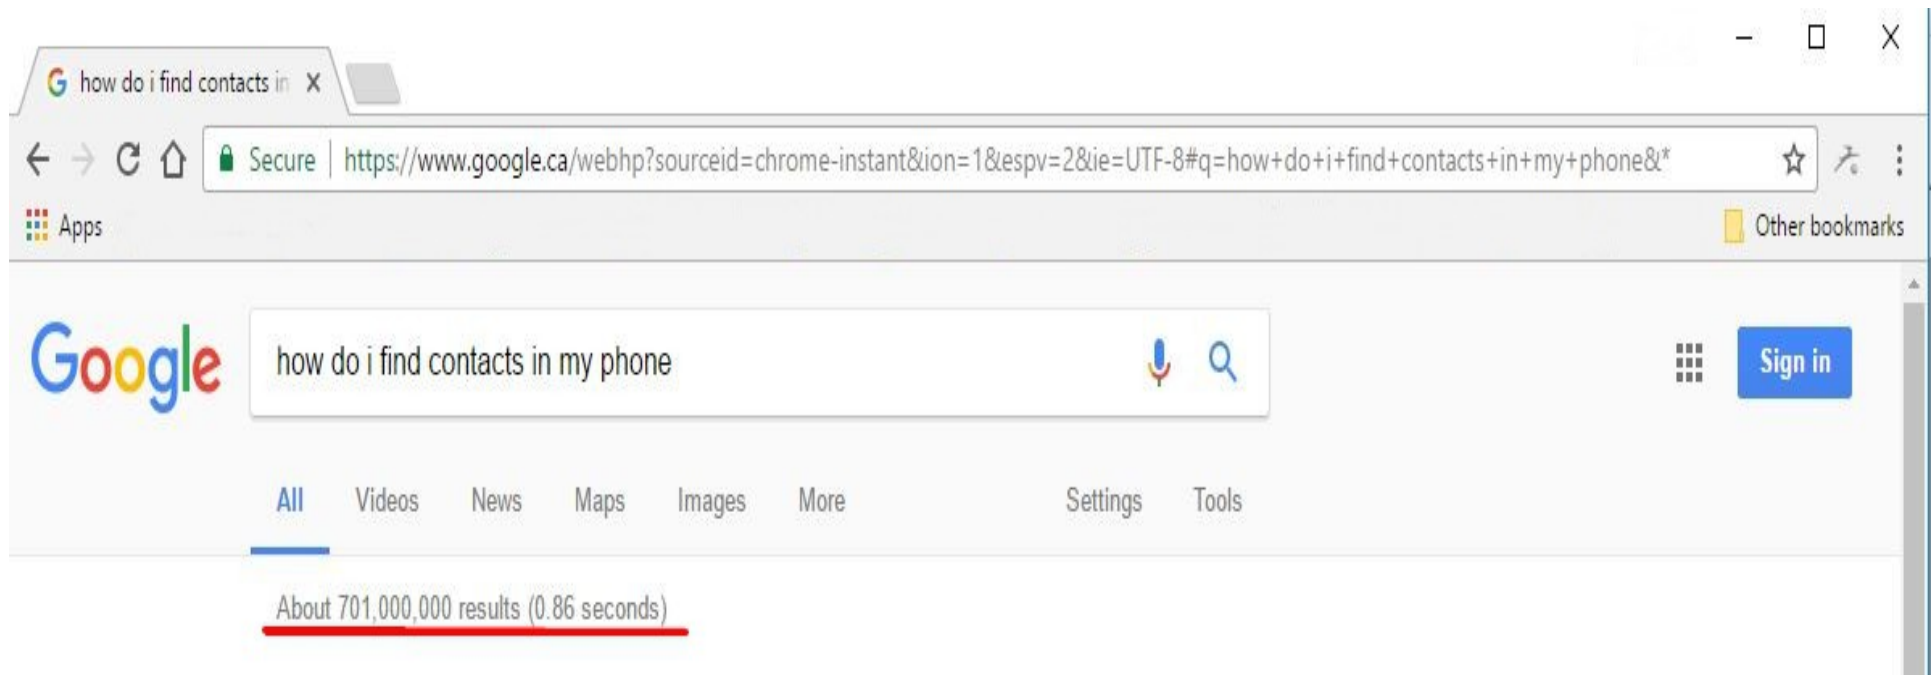 how do i find contacts in
Secure https://www.google.ca/webhp?sourceid=chrome-instant&ion=1&espv=2&ie=UTF-8#q=how+do+i+find+contacts+in+my+phone&*
Apps Other bookmarks
Google how do i find contacts in my phone Sign in
All Videos News Maps Images More Settings Tools
About 701,000,000 results (0.86 seconds)